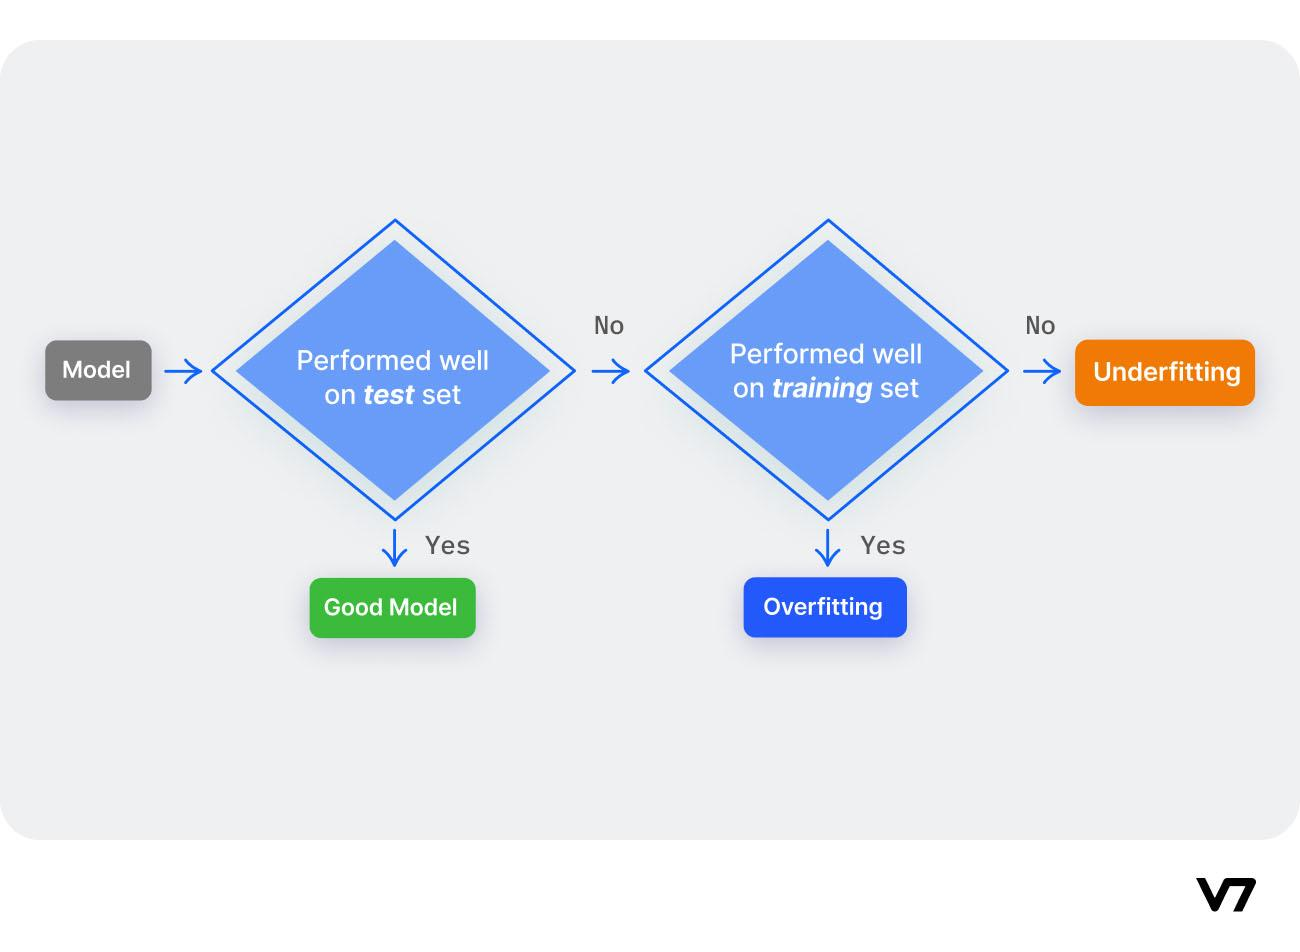 Model
Performed well
on test set
No
Yes
Good Model
Performed well
on training set
No
Yes
Overfitting
Underfitting
V7